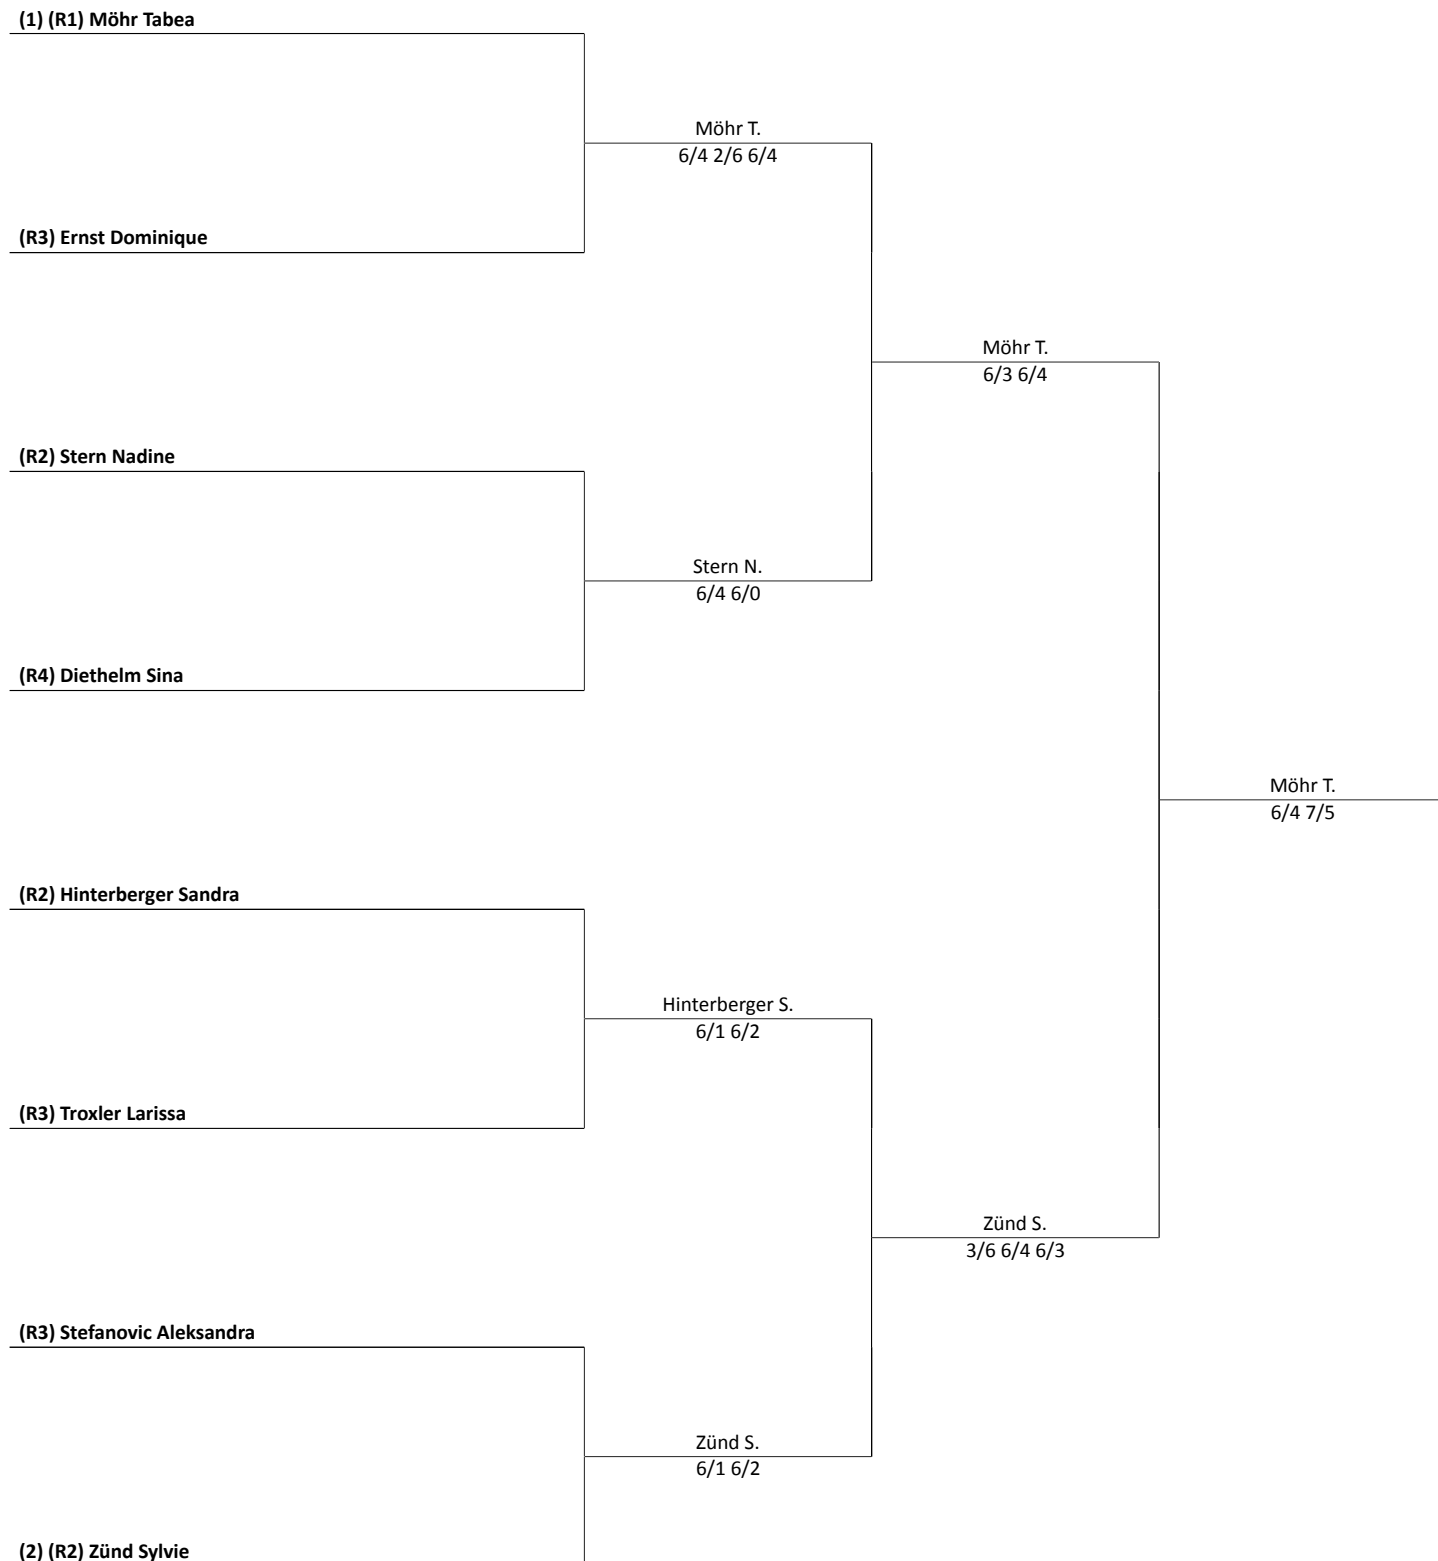 (1) (R1) Möhr Tabea
Möhr T.
6/4 2/6 6/4
(R3) Ernst Dominique
Möhr T.
6/3 6/4
(R2) Stern Nadine
Stern N.
6/4 6/0
(R4) Diethelm Sina
Möhr T.
6/4 7/5
(R2) Hinterberger Sandra
Hinterberger S.
6/1 6/2
(R3) Troxler Larissa
Zünd S.
3/6 6/4 6/3
(R3) Stefanovic Aleksandra
Zünd S.
6/1 6/2
(2) (R2) Zünd Sylvie